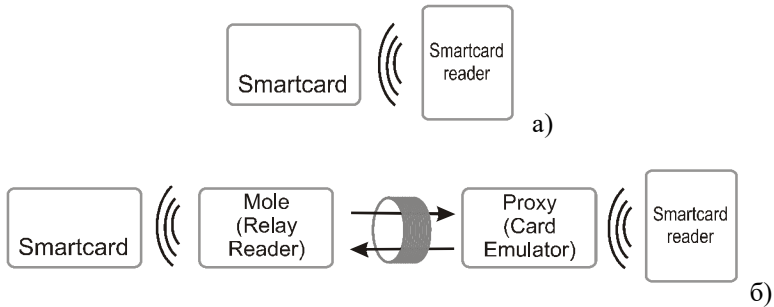 Smartcard
Smartcard
reader
а)
Smartcard
Mole
(Relay
Reader)
Proxy
(Card
Emulator)
Smartcard
reader
б)